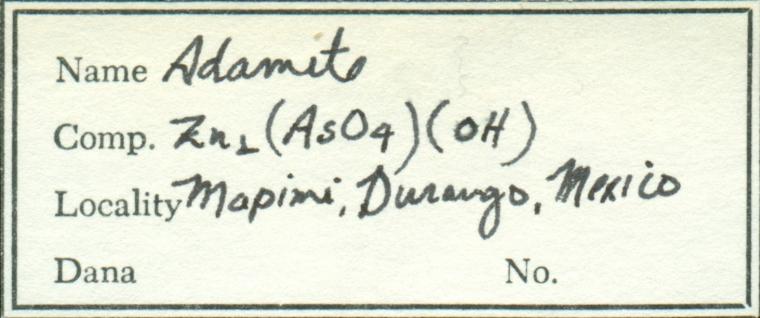 Name Adamite
Comp. Zn₂(AsO4)(OH)
Locality Mapimi, Durango, Mexico
Dana No.